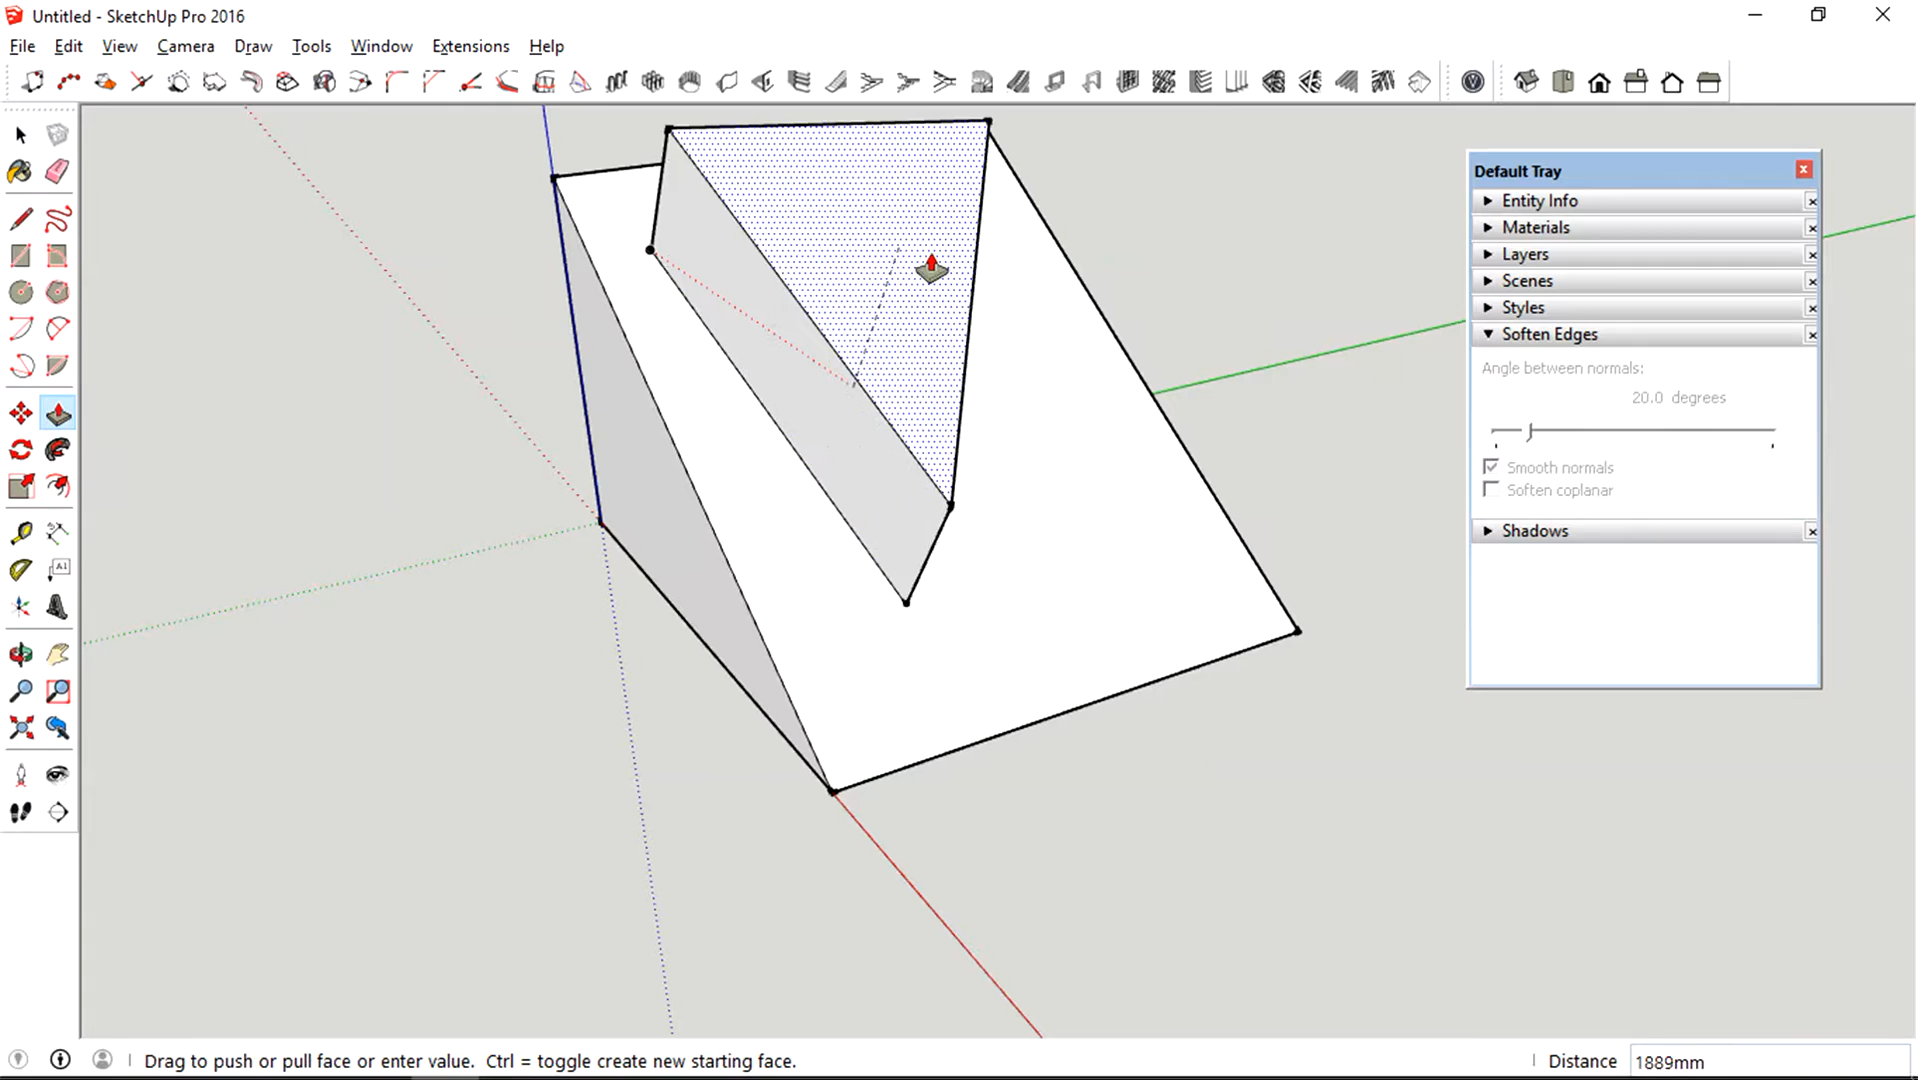 Untitled - SketchUp Pro 2016
File Edit View Camera Draw Tools Window Extensions Help
Default Tray
Entity Info
Materials
Layers
Scenes
Styles
Soften Edges
Angle between normals:
20.0 degrees
Smooth normals
Soften coplanar
Shadows
A1
Drag to push or pull face or enter value. Ctrl = toggle create new starting face.
Distance 1889mm